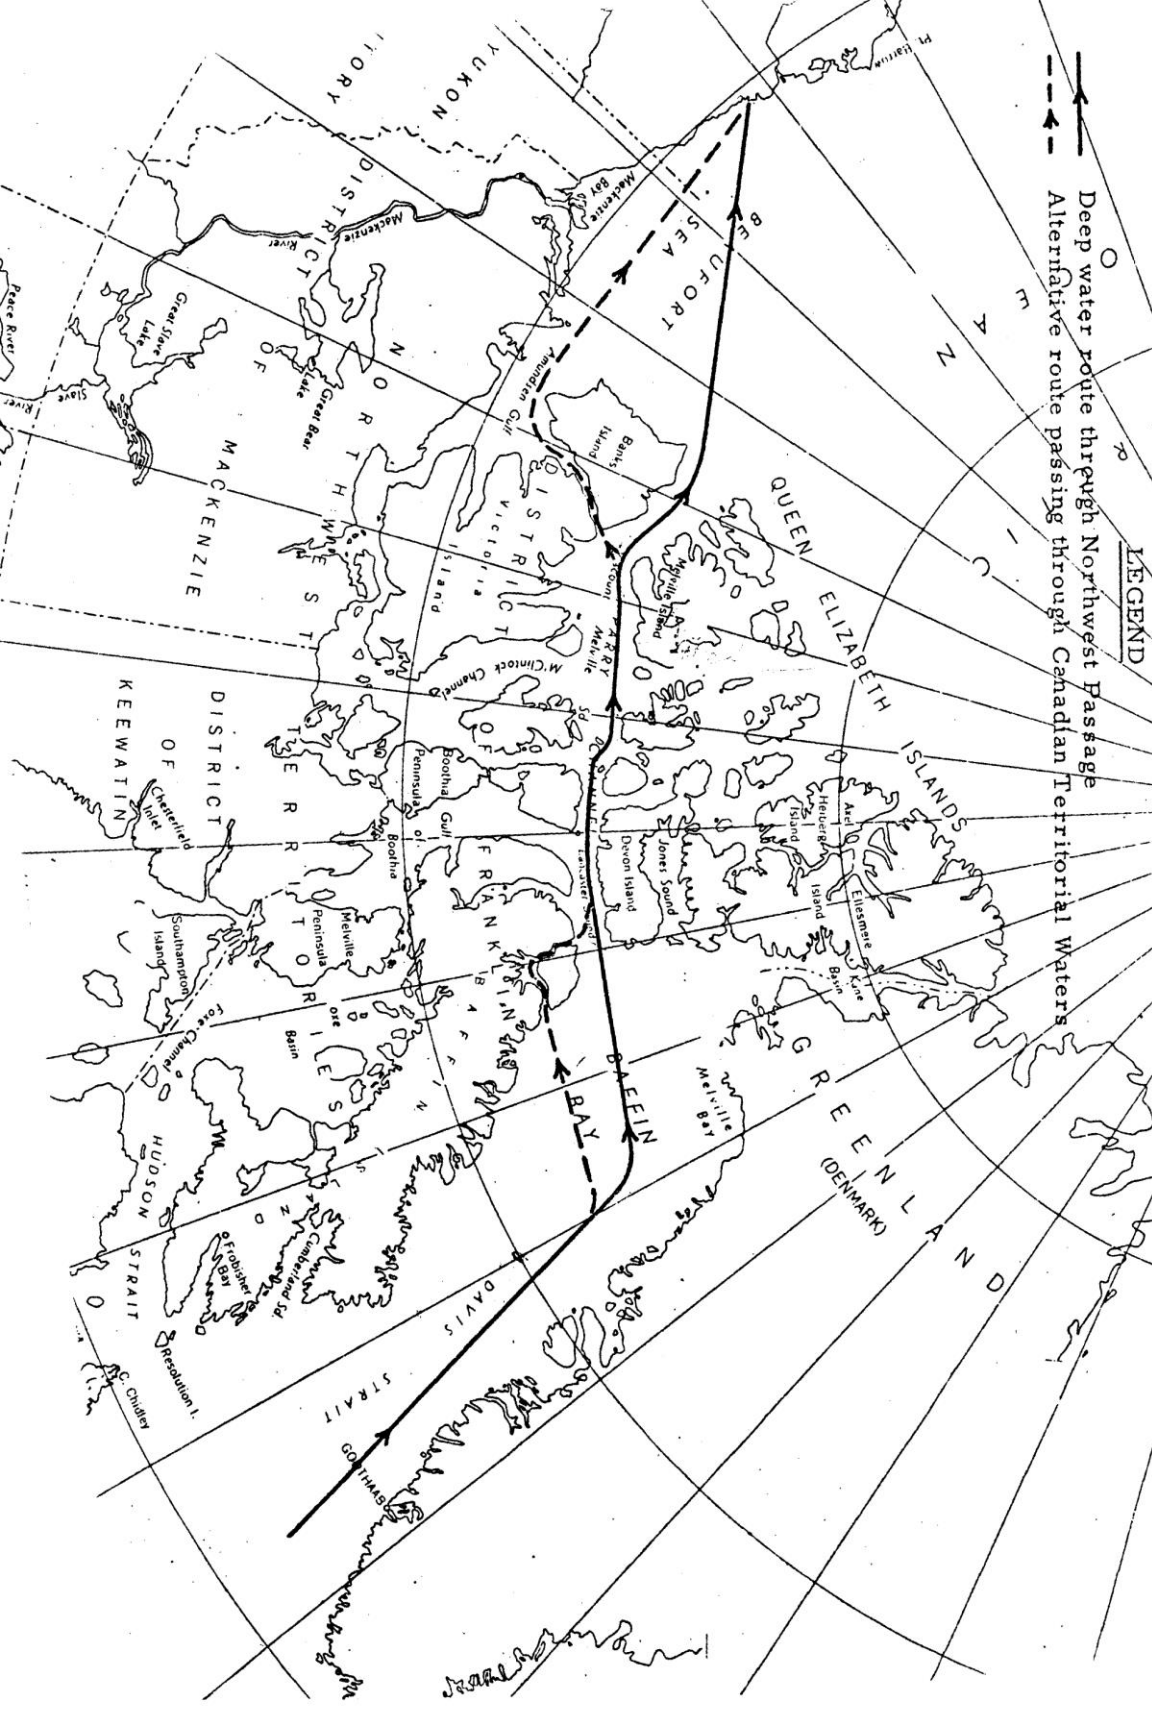 LEGEND
Deep water route through Northwest Passage
Alternative route passing through Canadian Territorial Waters
O
C
E
A
N
A
R
C
T
I
C
YUKON
TORY
DISTRICT
OF
MACKENZIE
NORTHWEST TERRITORIES
Mackenzie
Bay
Mackenzie
River
Great Slave
Lake
Great Bear
Lake
Slave
River
Peace River
BEAUFORT
SEA
Amundsen Gulf
Banks
Island
DISTRICT
OF
FRANKLIN
Victoria
Island
QUEEN ELIZABETH ISLANDS
Melville Island
Viscount
Melville
Sd
PARRY
CHANNEL
M'Clintock Channel
Boothia
Peninsula
Gulf
of
Boothia
Lancaster Sound
Devon Island
Jones Sound
Axel
Heiberg
Island
Ellesmere
Island
Kane
Basin
DISTRICT
OF
KEEWATIN
Chesterfield
Inlet
Southampton
Island
Melville
Peninsula
Foxe Channel
Basin
BAFFIN
ISLAND
BAFFIN
BAY
Melville
Bay
GREENLAND
(DENMARK)
HUDSON STRAIT
Frobisher
Bay
Cumberland Sd.
Resolution I.
C. Chidley
DAVIS STRAIT
GODTHAAB